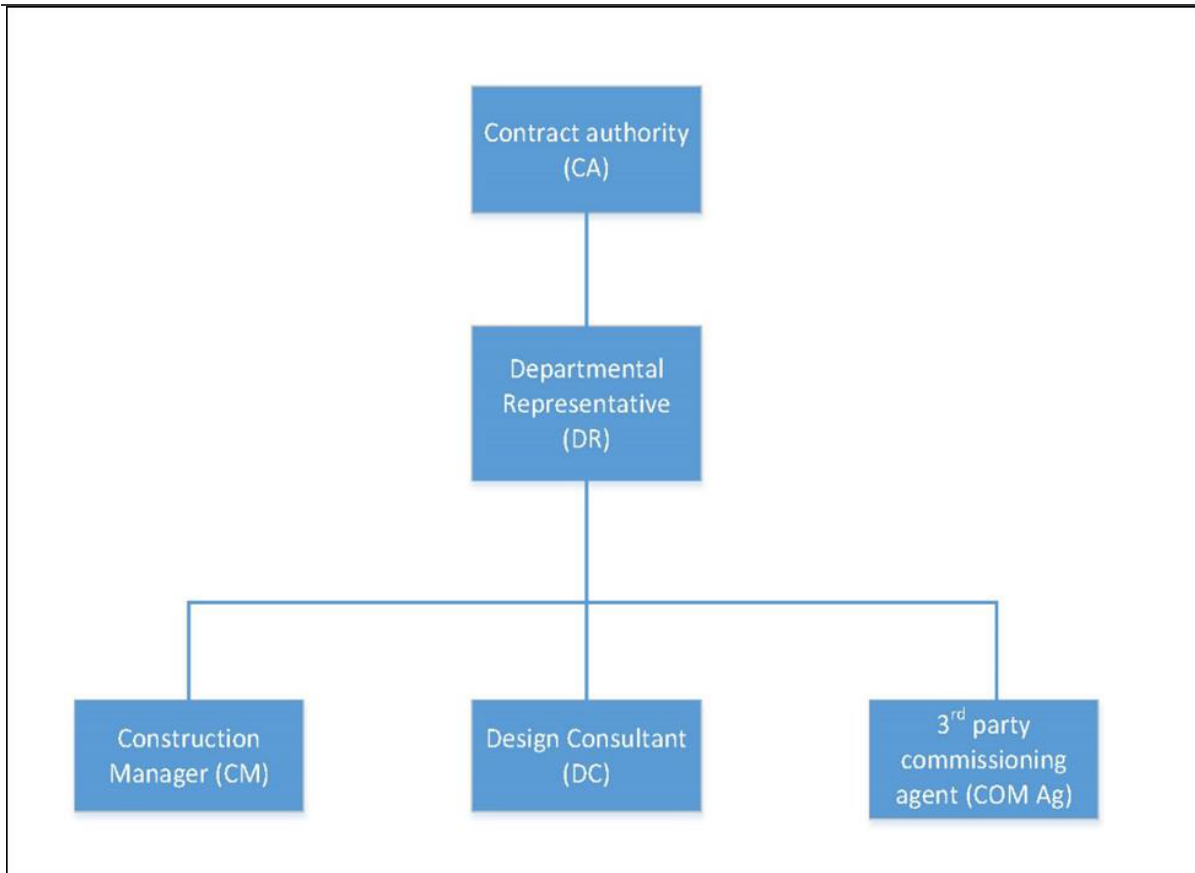 Contract authority
(CA)
Departmental
Representative
(DR)
Construction
Manager (CM)
Design Consultant
(DC)
3rd party
commissioning
agent (COM Ag)